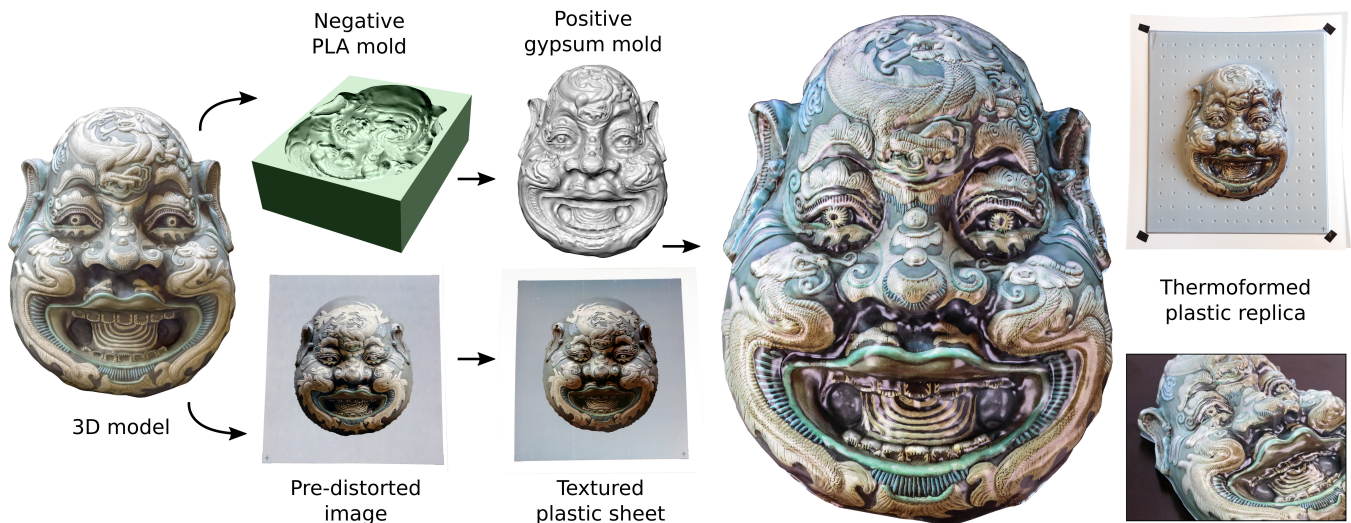 Negative
PLA mold
Positive
gypsum mold
3D model
Pre-distorted
image
Textured
plastic sheet
Thermoformed
plastic replica